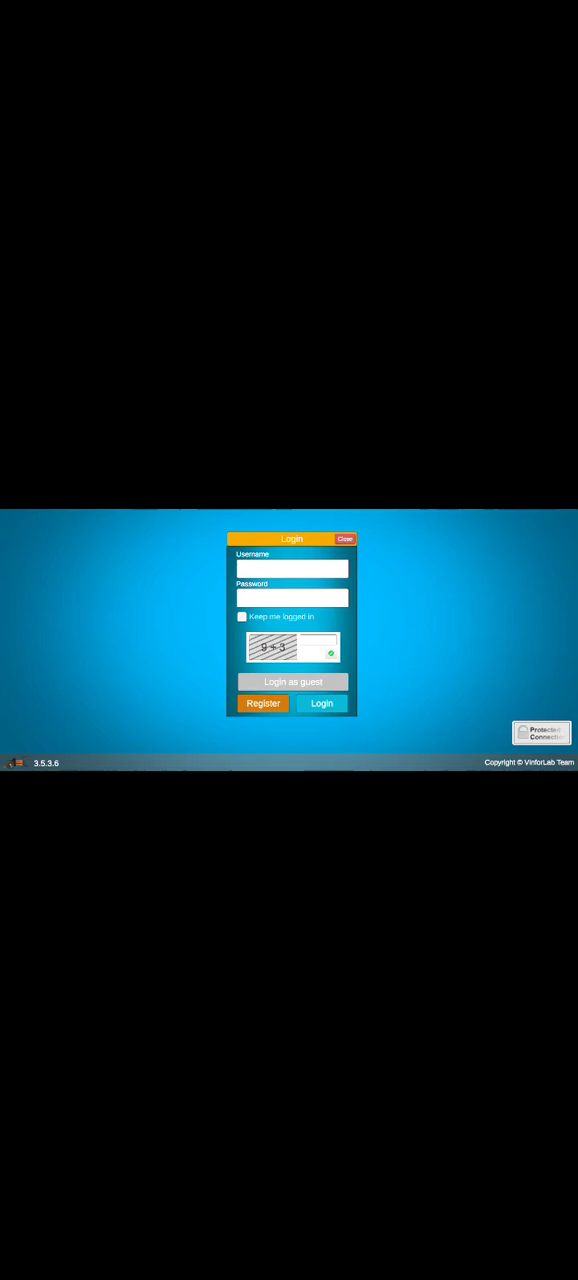 Login
Close
Username
Password
Keep me logged in
9 + 3
Login as guest
Register
Login
Protected
Connection
3.5.3.6
Copyright © VinforLab Team